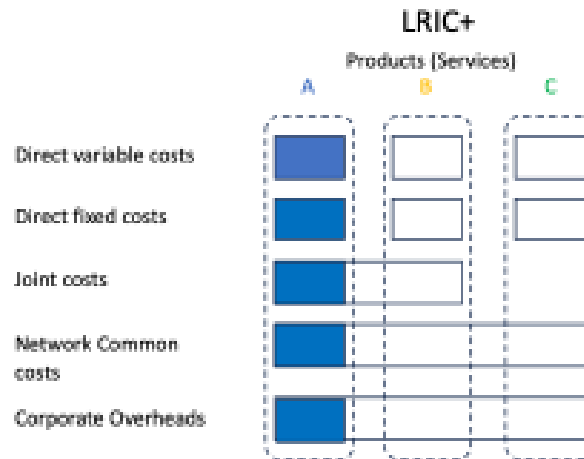 LRIC+
Products (Services)
A B C
Direct variable costs
Direct fixed costs
Joint costs
Network Common
costs
Corporate Overheads